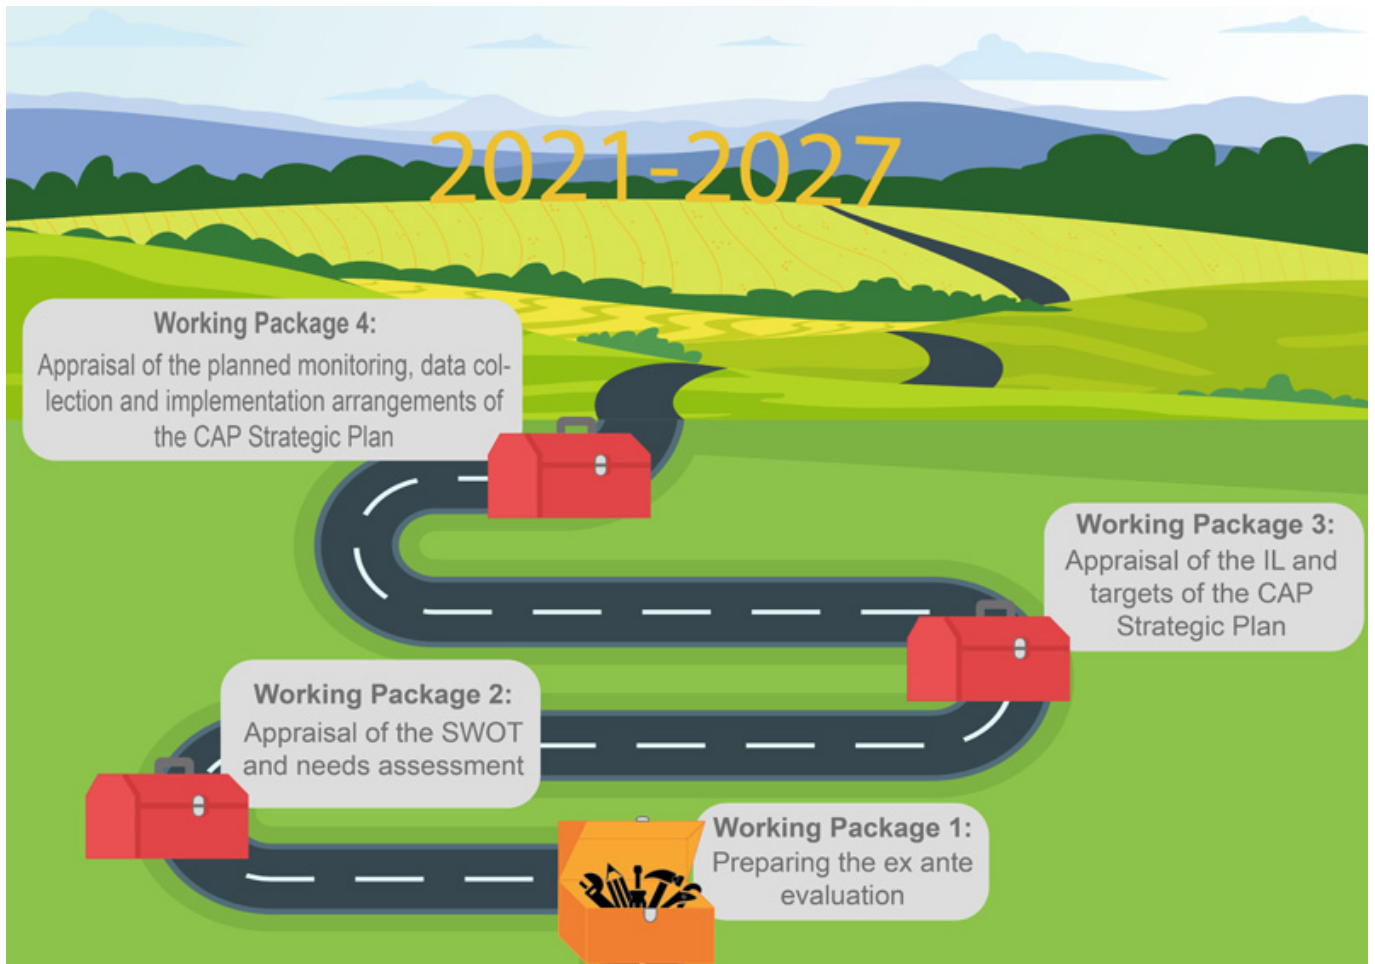 2021-2027
Working Package 4:
Appraisal of the planned monitoring, data col-
lection and implementation arrangements of
the CAP Strategic Plan
Working Package 3:
Appraisal of the IL and
targets of the CAP
Strategic Plan
Working Package 2:
Appraisal of the SWOT
and needs assessment
Working Package 1:
Preparing the ex ante
evaluation